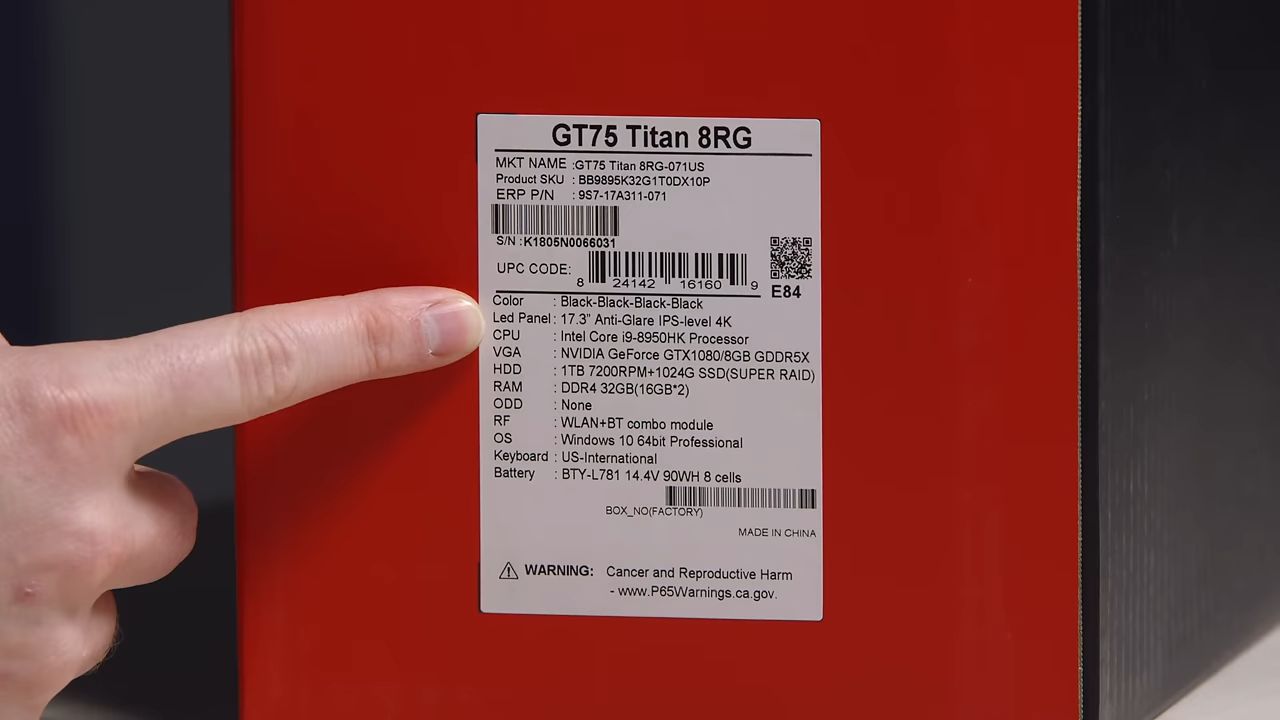 GT75 Titan 8RG
MKT NAME :GT75 Titan 8RG-071US
Product SKU : BB9895K32G1T0DX10P
ERP P/N : 9S7-17A311-071
S/N :K1805N0066031
UPC CODE: 8 24142 16160 9
E84
Color : Black-Black-Black-Black
Led Panel : 17.3" Anti-Glare IPS-level 4K
CPU : Intel Core i9-8950HK Processor
VGA : NVIDIA GeForce GTX1080/8GB GDDR5X
HDD : 1TB 7200RPM+1024G SSD(SUPER RAID)
RAM : DDR4 32GB(16GB*2)
ODD : None
RF : WLAN+BT combo module
OS : Windows 10 64bit Professional
Keyboard : US-International
Battery : BTY-L781 14.4V 90WH 8 cells
BOX_NO(FACTORY)
MADE IN CHINA
WARNING: Cancer and Reproductive Harm
- www.P65Warnings.ca.gov.